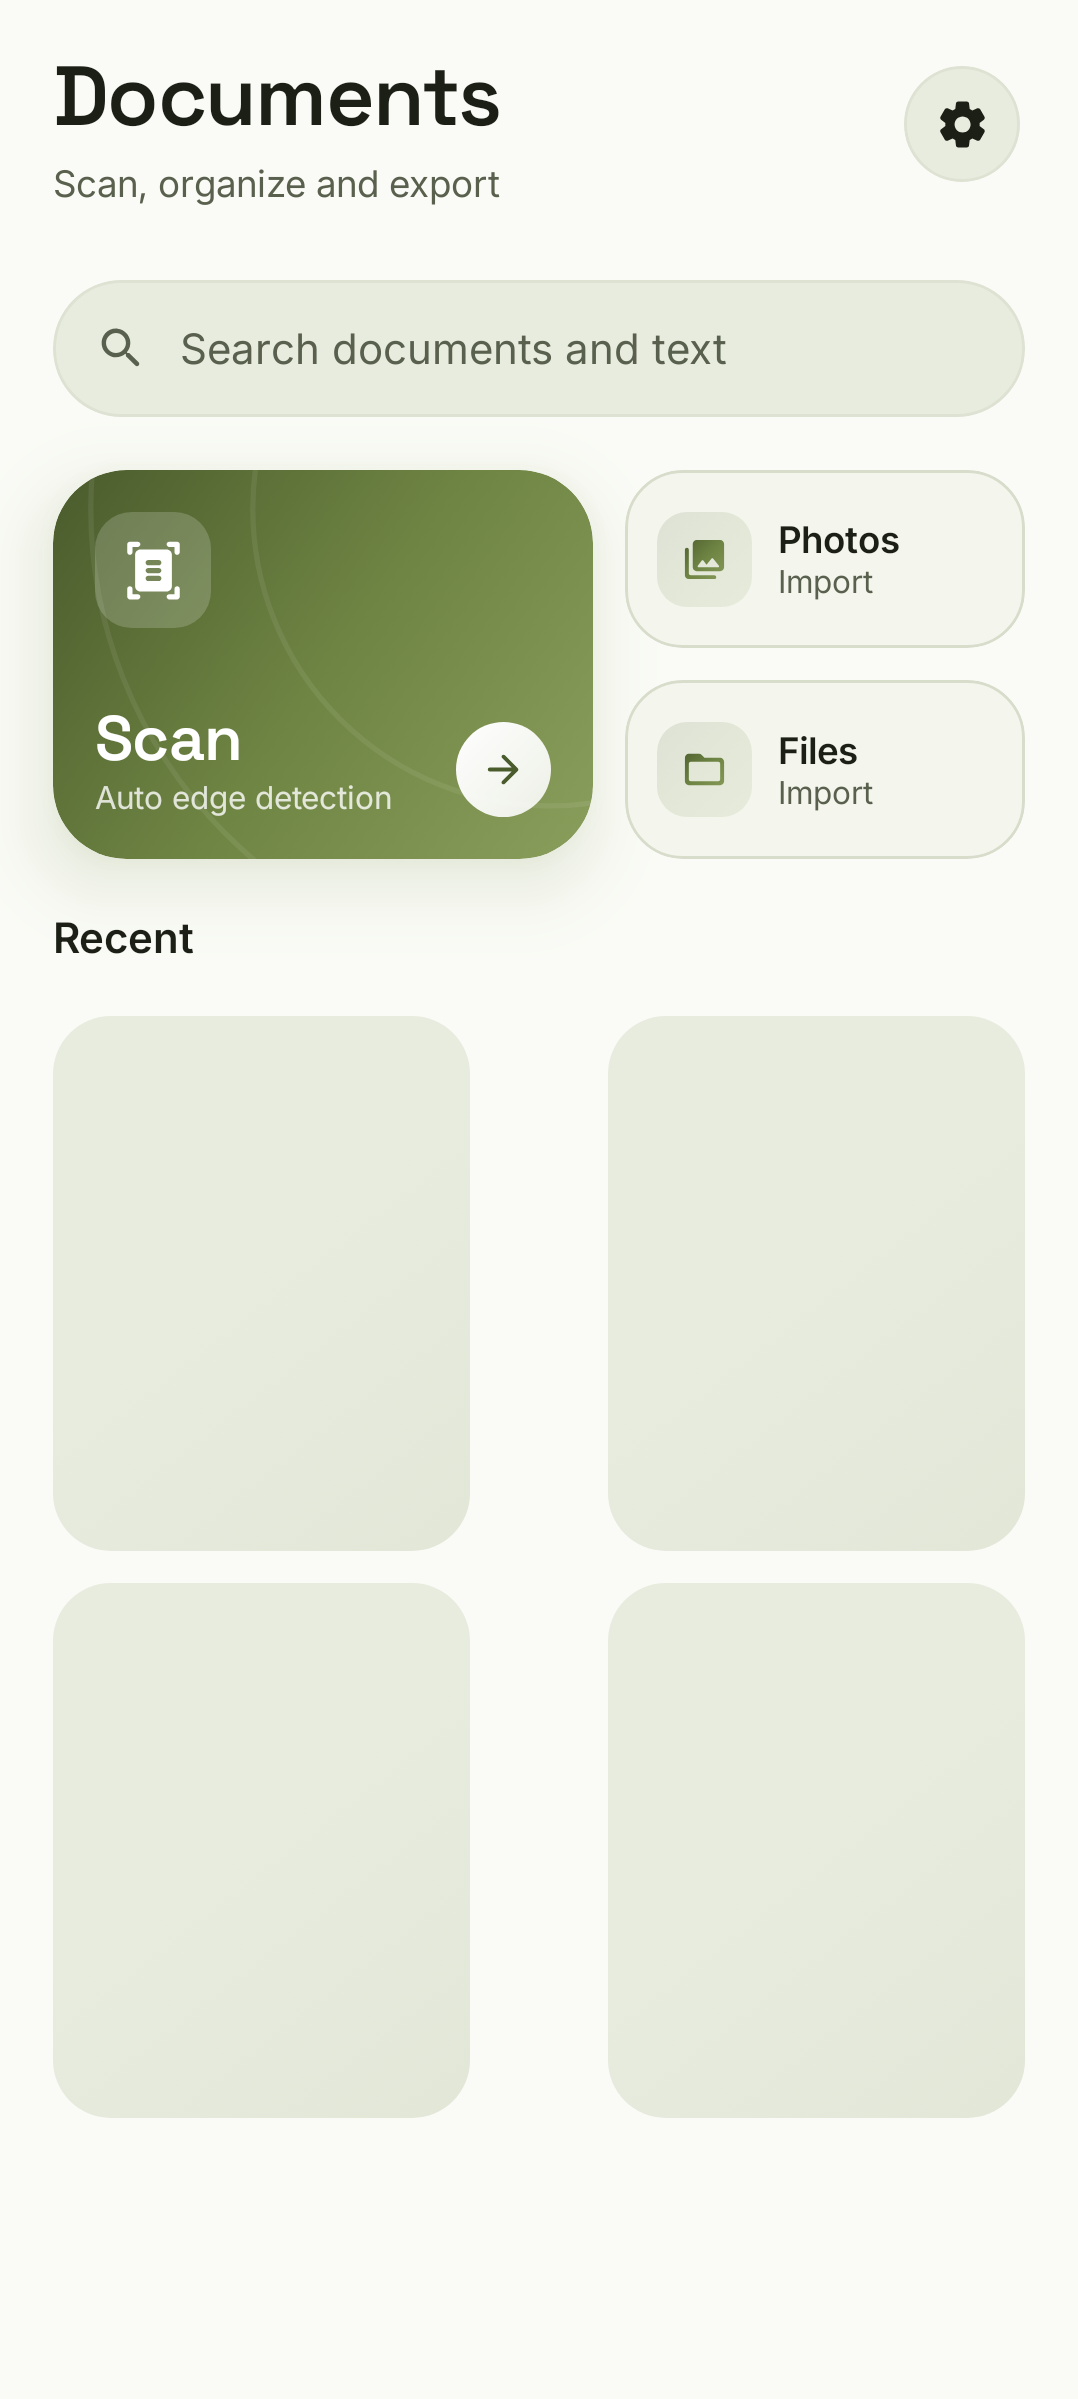 Documents
Scan, organize and export
Search documents and text
Scan
Auto edge detection
Photos
Import
Files
Import
Recent